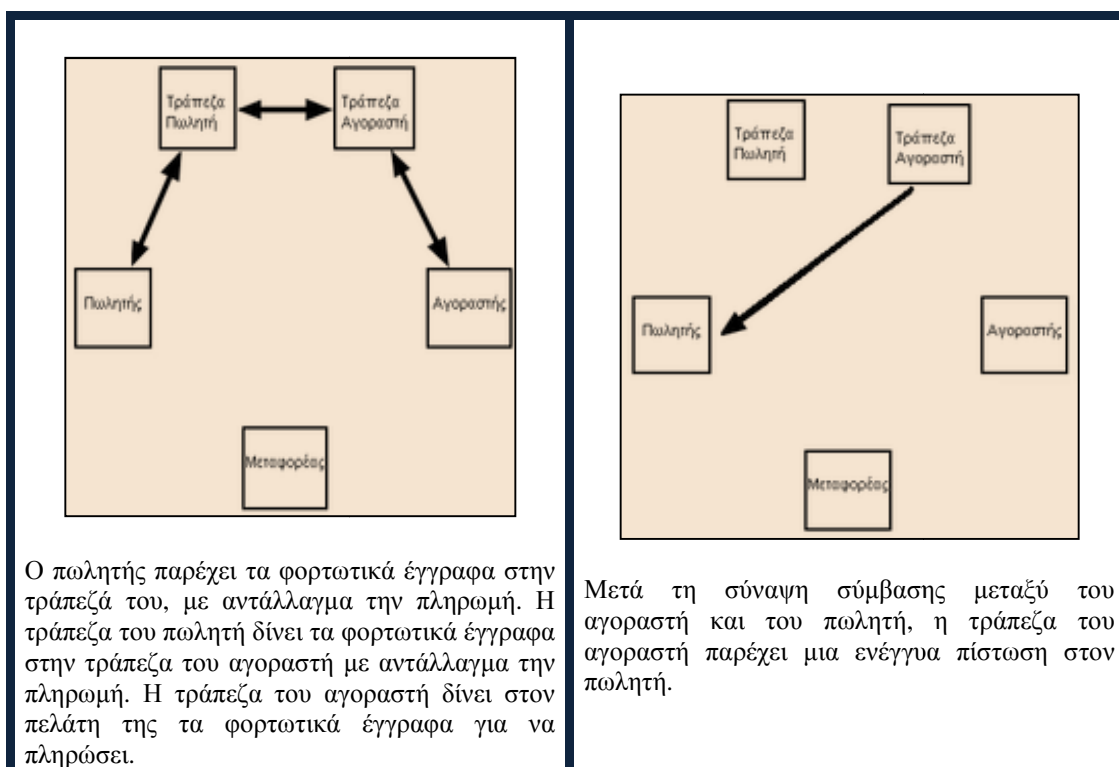 Τράπεζα
Πωλητή
Τράπεζα
Αγοραστή
Πωλητής
Αγοραστής
Μεταφορέας
Ο πωλητής παρέχει τα φορτωτικά έγγραφα στην
τράπεζά του, με αντάλλαγμα την πληρωμή. Η
τράπεζα του πωλητή δίνει τα φορτωτικά έγγραφα
στην τράπεζα του αγοραστή με αντάλλαγμα την
πληρωμή. Η τράπεζα του αγοραστή δίνει στον
πελάτη της τα φορτωτικά έγγραφα για να
πληρώσει.
Τράπεζα
Πωλητή
Τράπεζα
Αγοραστή
Πωλητής
Αγοραστής
Μεταφορέας
Μετά τη σύναψη σύμβασης μεταξύ του
αγοραστή και του πωλητή, η τράπεζα του
αγοραστή παρέχει μια ενέγγυα πίστωση στον
πωλητή.